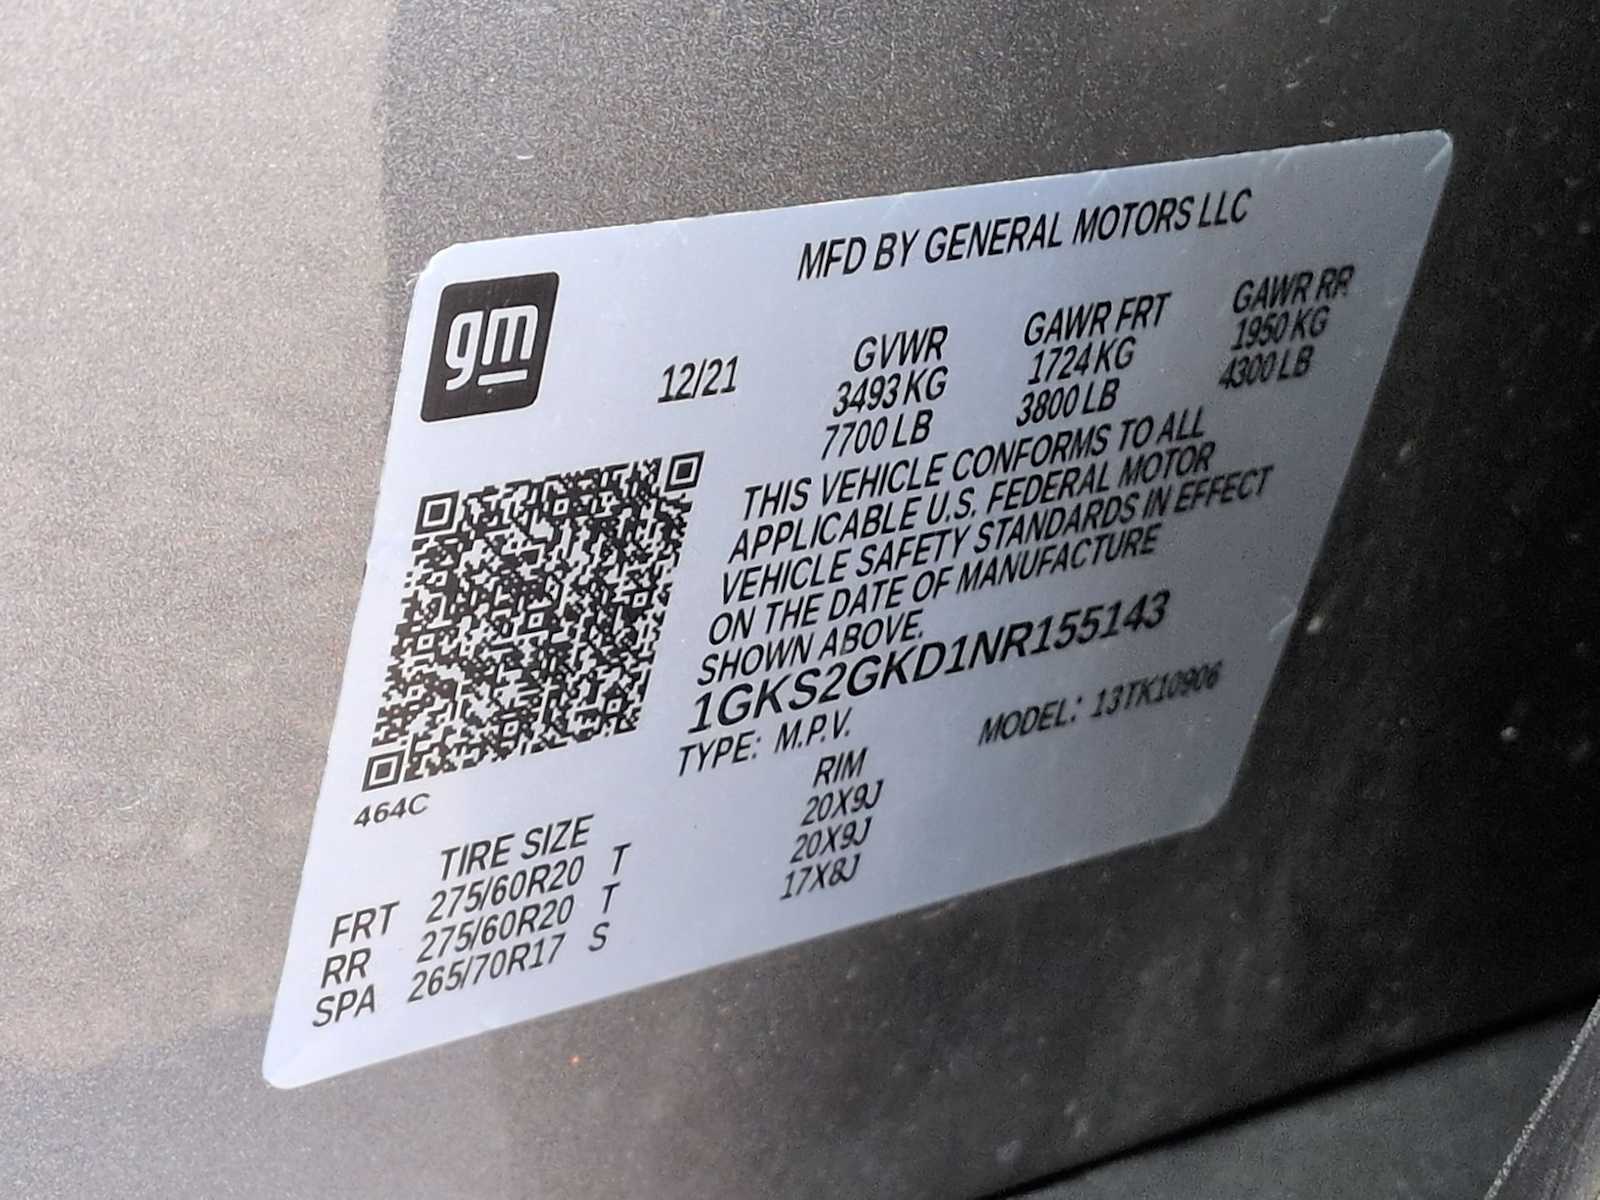 MFD BY GENERAL MOTORS LLC
gm
12/21
GVWR GAWR FRT GAWR RR
3493 KG 1724 KG 1950 KG
7700 LB 3800 LB 4300 LB
THIS VEHICLE CONFORMS TO ALL
APPLICABLE U.S. FEDERAL MOTOR
VEHICLE SAFETY STANDARDS IN EFFECT
ON THE DATE OF MANUFACTURE
SHOWN ABOVE.
1GKS2GKD1NR155143
TYPE: M.P.V. MODEL: 13TK10906
464C
TIRE SIZE RIM
FRT 275/60R20 T 20X9J
RR 275/60R20 T 20X9J
SPA 265/70R17 S 17X8J